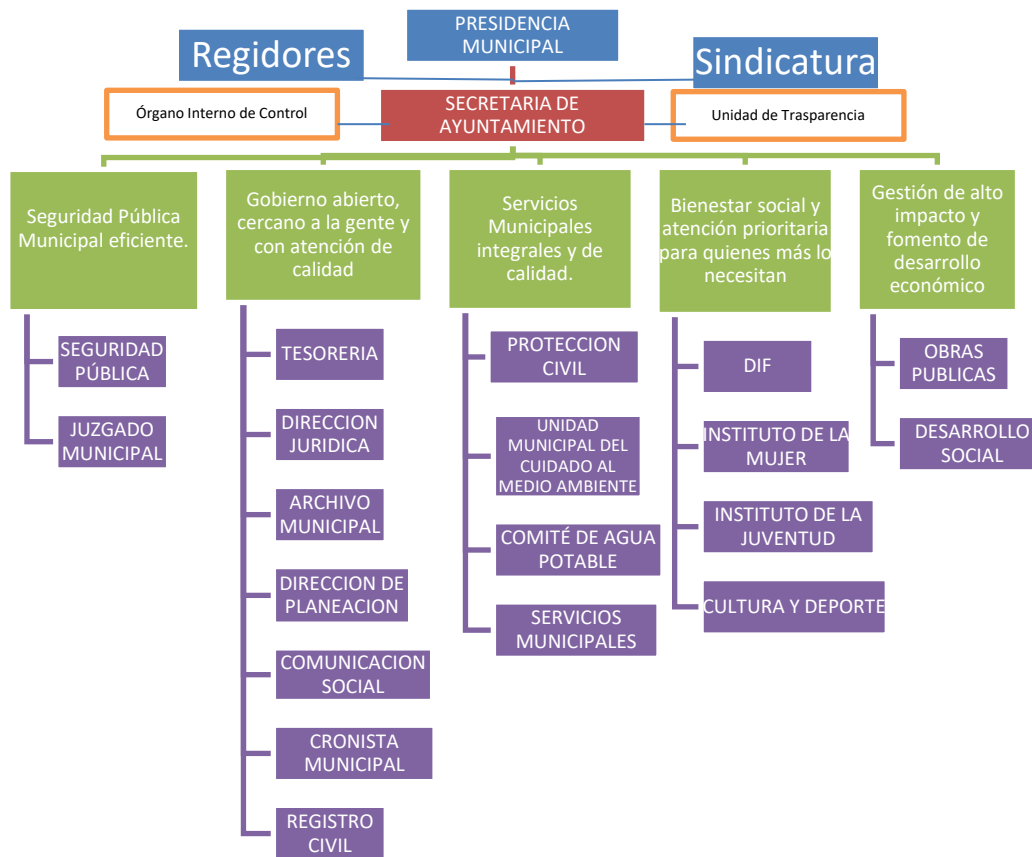 PRESIDENCIA
MUNICIPAL
Regidores
Sindicatura
Órgano Interno de Control
SECRETARIA DE
AYUNTAMIENTO
Unidad de Trasparencia
Seguridad Pública
Municipal eficiente.
Gobierno abierto,
cercano a la gente y
con atención de
calidad
Servicios
Municipales
integrales y de
calidad.
Bienestar social y
atención prioritaria
para quienes más lo
necesitan
Gestión de alto
impacto y
fomento de
desarrollo
económico
SEGURIDAD
PÚBLICA
JUZGADO
MUNICIPAL
TESORERIA
DIRECCION
JURIDICA
ARCHIVO
MUNICIPAL
DIRECCION DE
PLANEACION
COMUNICACION
SOCIAL
CRONISTA
MUNICIPAL
REGISTRO
CIVIL
PROTECCION
CIVIL
UNIDAD
MUNICIPAL DEL
CUIDADO AL
MEDIO AMBIENTE
COMITÉ DE AGUA
POTABLE
SERVICIOS
MUNICIPALES
DIF
INSTITUTO DE LA
MUJER
INSTITUTO DE LA
JUVENTUD
CULTURA Y DEPORTE
OBRAS
PUBLICAS
DESARROLLO
SOCIAL